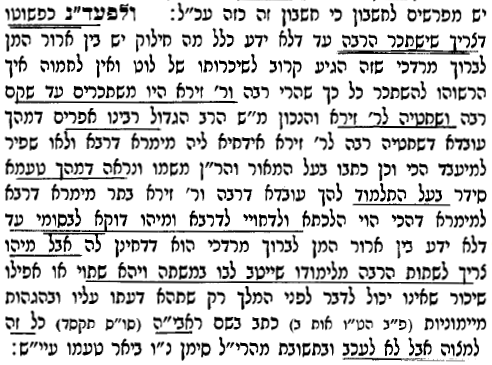 יש מפרשים לחשבון כי חשבון זה כזה עכ"ל: ולפעד"נ כפשוטו
דצריך שישתכר הרבה עד דלא ידע כלל מה חילוק יש בין ארור המן
לברוך מרדכי שזה הגיע קרוב לשיכרותו של לוט ואין לתמוה איך
הרשוהו להשתכר כל כך שהרי רבה ור' זירא היו משתכרים עד שקם
רבה ושחטיה לר' זירא והנכון מ"ש הרב הגדול רבינו אפרים דמהך
עובדא דשחטיה רבה לר' זירא אידחיא ליה מימרא דרבא ולאו שפיר
למיעבד הכי וכן כתבו בעל המאור והר"ן משמו ונראה דמהך טעמא
סידר בעל התלמוד להך עובדא דרבה ור' זירא בתר מימרא דרבא
למימרא דהכי הוי הלכתא ולדחויי לדרבא ומיהו דוקא לבסומי עד
דלא ידע בין ארור המן לברוך מרדכי הוא דדחינן לה אבל מיהו
צריך לשתות הרבה מלימודו שייטב לבו במשתה ויהא שתוי או אפילו
שיכור שאינו יכול לדבר לפני המלך רק שתהא דעתו עליו ובהגהות
מיימוניות (פ"ב הט"ו אות ב) כתב בשם ראבי"ה (סו"ס תקסד) כל זה
למצוה אבל לא לעכב ובתשובת מהרי"ל סימן נ"ו ביאר טעמו עיי"ש: